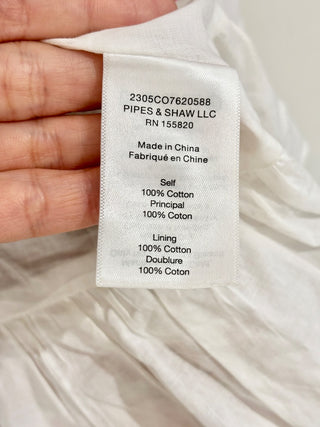 2305CO7620588
PIPES & SHAW LLC
RN 155820
Made in China
Fabriqué en Chine
Self
100% Cotton
Principal
100% Coton
Lining
100% Cotton
Doublure
100% Coton